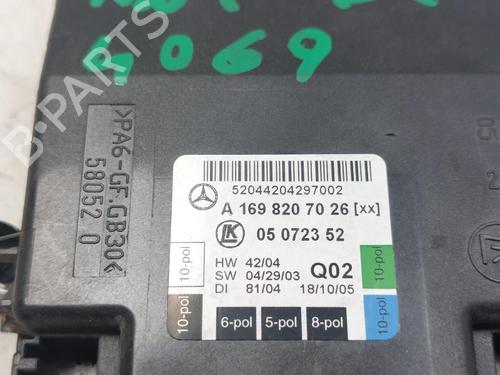 9069
>PA6-GF.GB30<
58052 0
52044204297002
A 169 820 70 26 [xx]
LK
05 0723 52
HW 42/04
SW 04/29/03
Q02
DI 81/04 18/10/05
10-pol
10-pol
10-pol
10-pol
6-pol
5-pol
8-pol
B-Parts